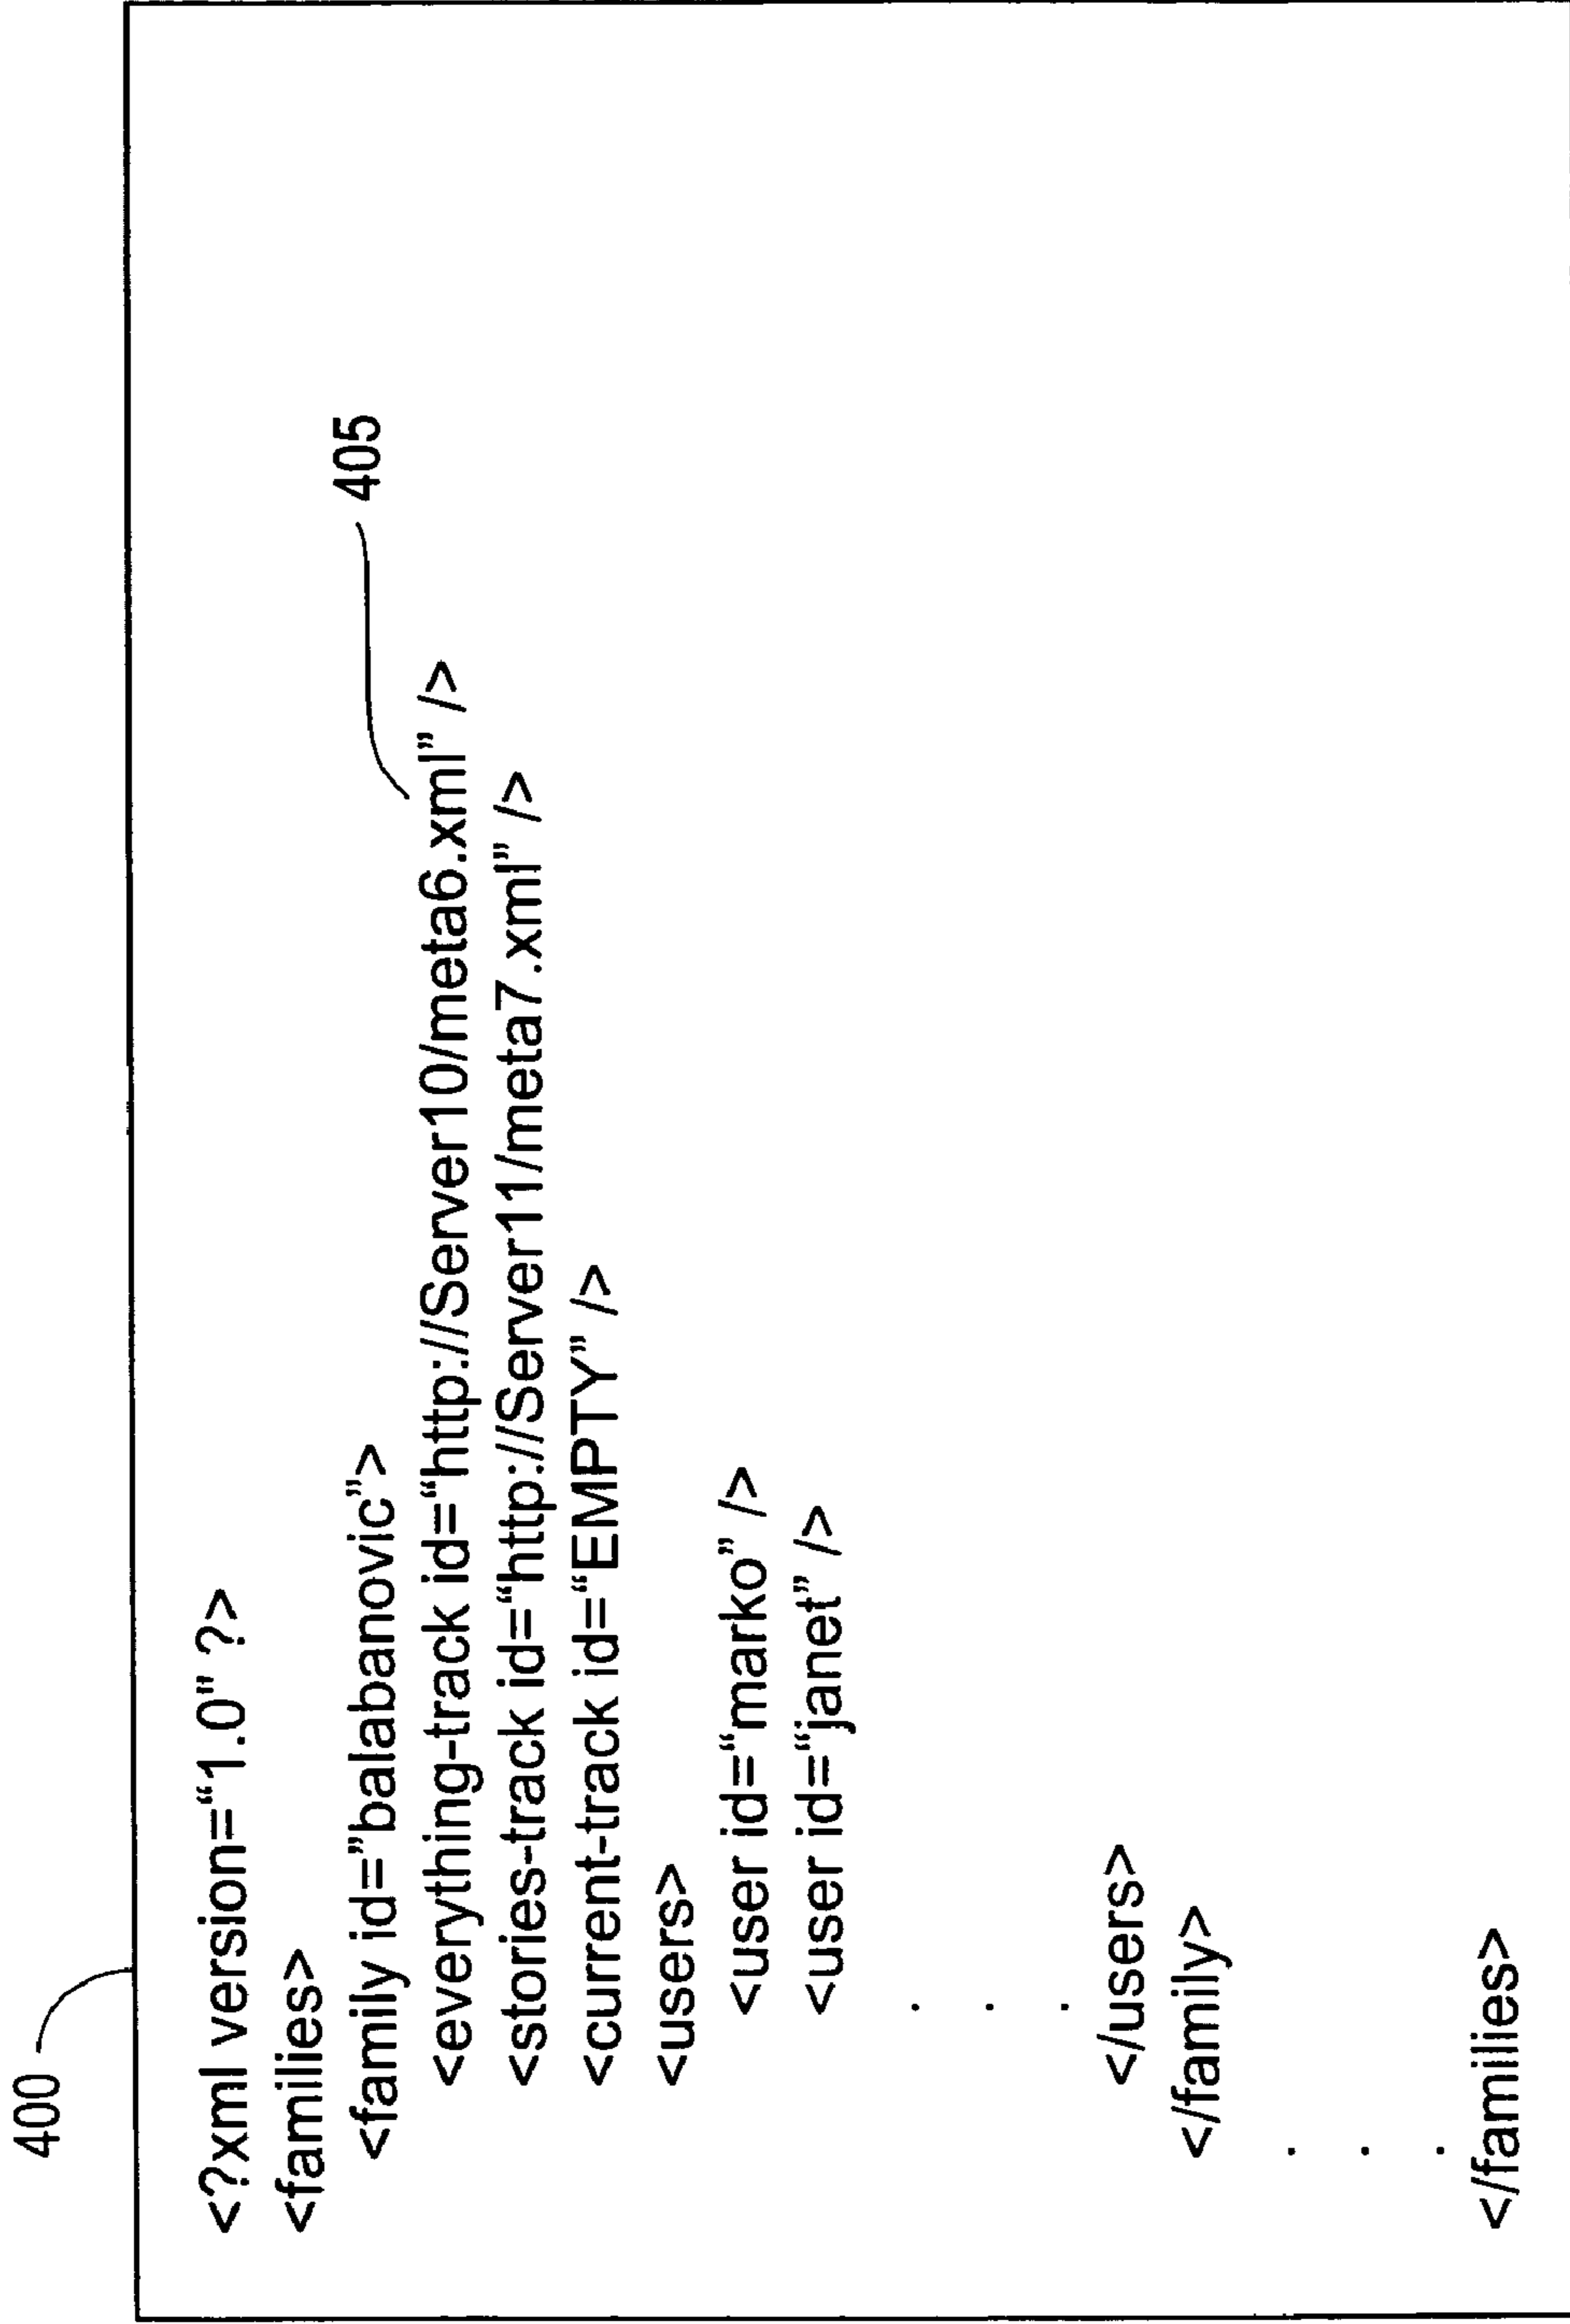 400
<?xml version=“1.0” ?>
<families>
<family id=”balabanovic”>
405
<everything-track id=“http://Server10/meta6.xml” />
<stories-track id=“http://Server11/meta7.xml” />
<current-track id=“EMPTY” />
<users>
<user id=“marko” />
<user id=“janet” />
.
.
.
</users>
</family>
.
.
.
</families>